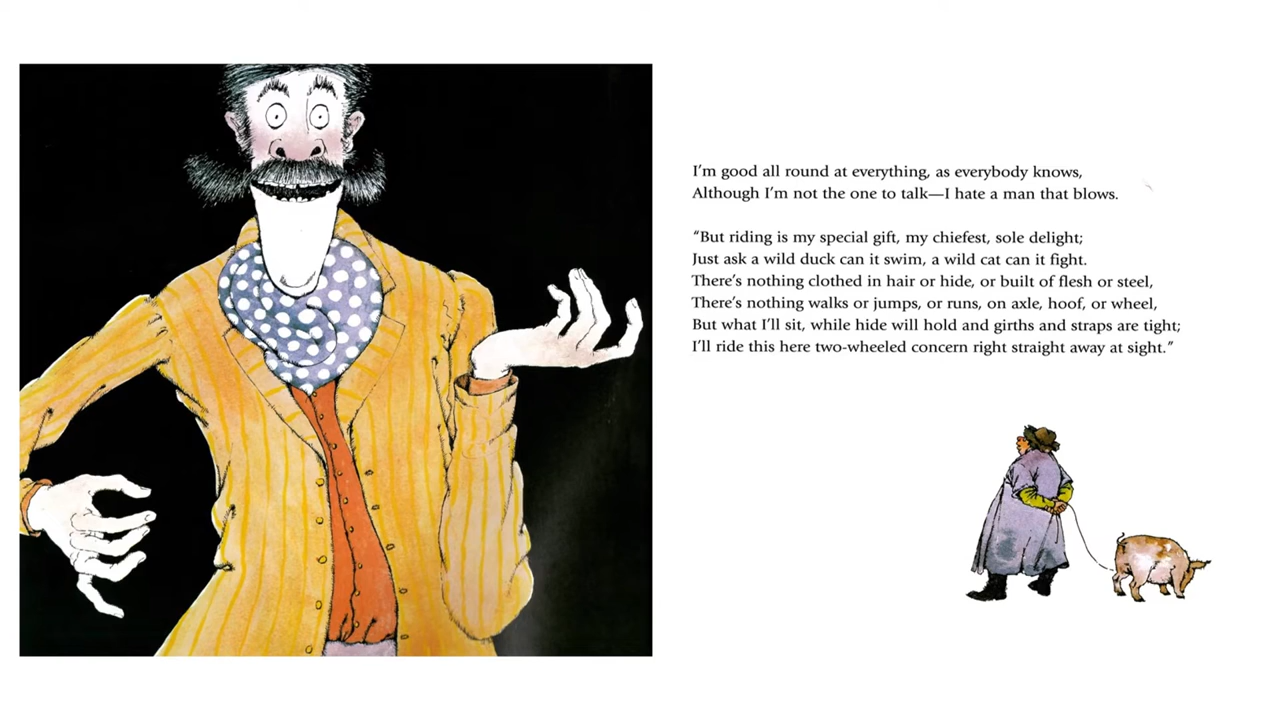 I'm good all round at everything, as everybody knows,
Although I'm not the one to talk—I hate a man that blows.
“But riding is my special gift, my chiefest, sole delight;
Just ask a wild duck can it swim, a wild cat can it fight.
There's nothing clothed in hair or hide, or built of flesh or steel,
There's nothing walks or jumps, or runs, on axle, hoof, or wheel,
But what I'll sit, while hide will hold and girths and straps are tight;
I'll ride this here two-wheeled concern right straight away at sight.”